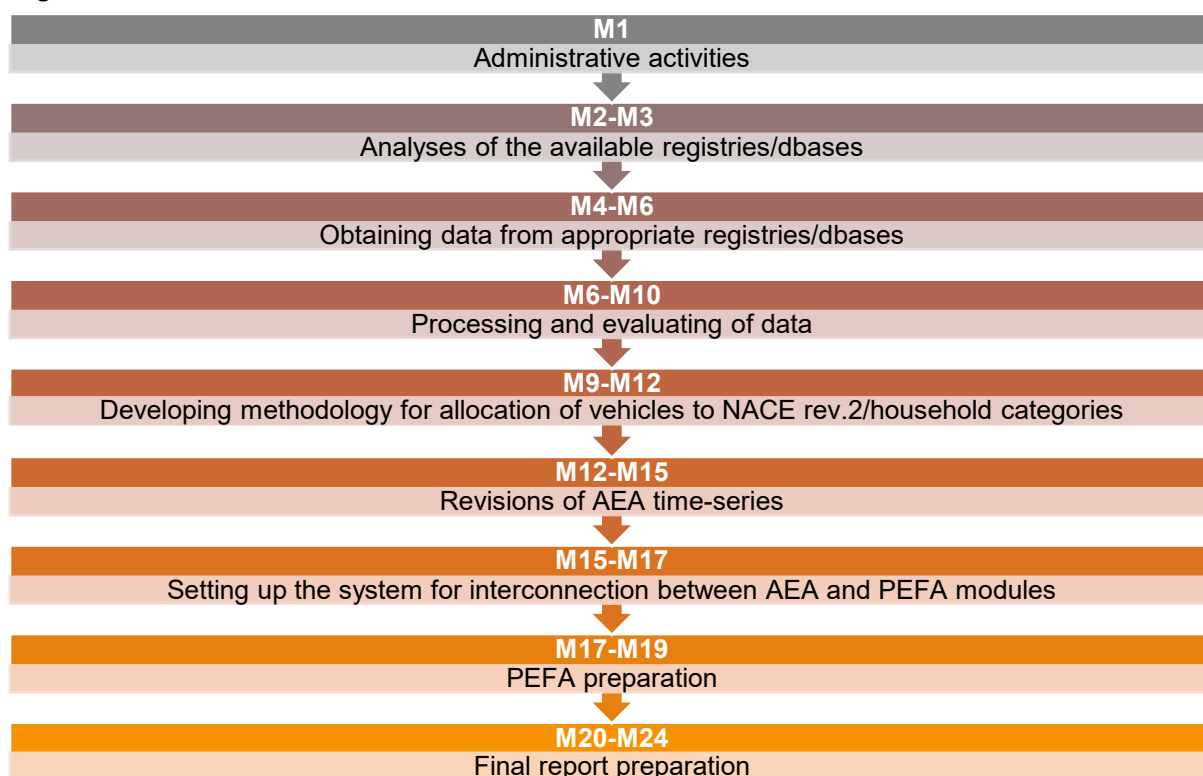 M1
Administrative activities
M2-M3
Analyses of the available registries/dbases
M4-M6
Obtaining data from appropriate registries/dbases
M6-M10
Processing and evaluating of data
M9-M12
Developing methodology for allocation of vehicles to NACE rev.2/household categories
M12-M15
Revisions of AEA time-series
M15-M17
Setting up the system for interconnection between AEA and PEFA modules
M17-M19
PEFA preparation
M20-M24
Final report preparation